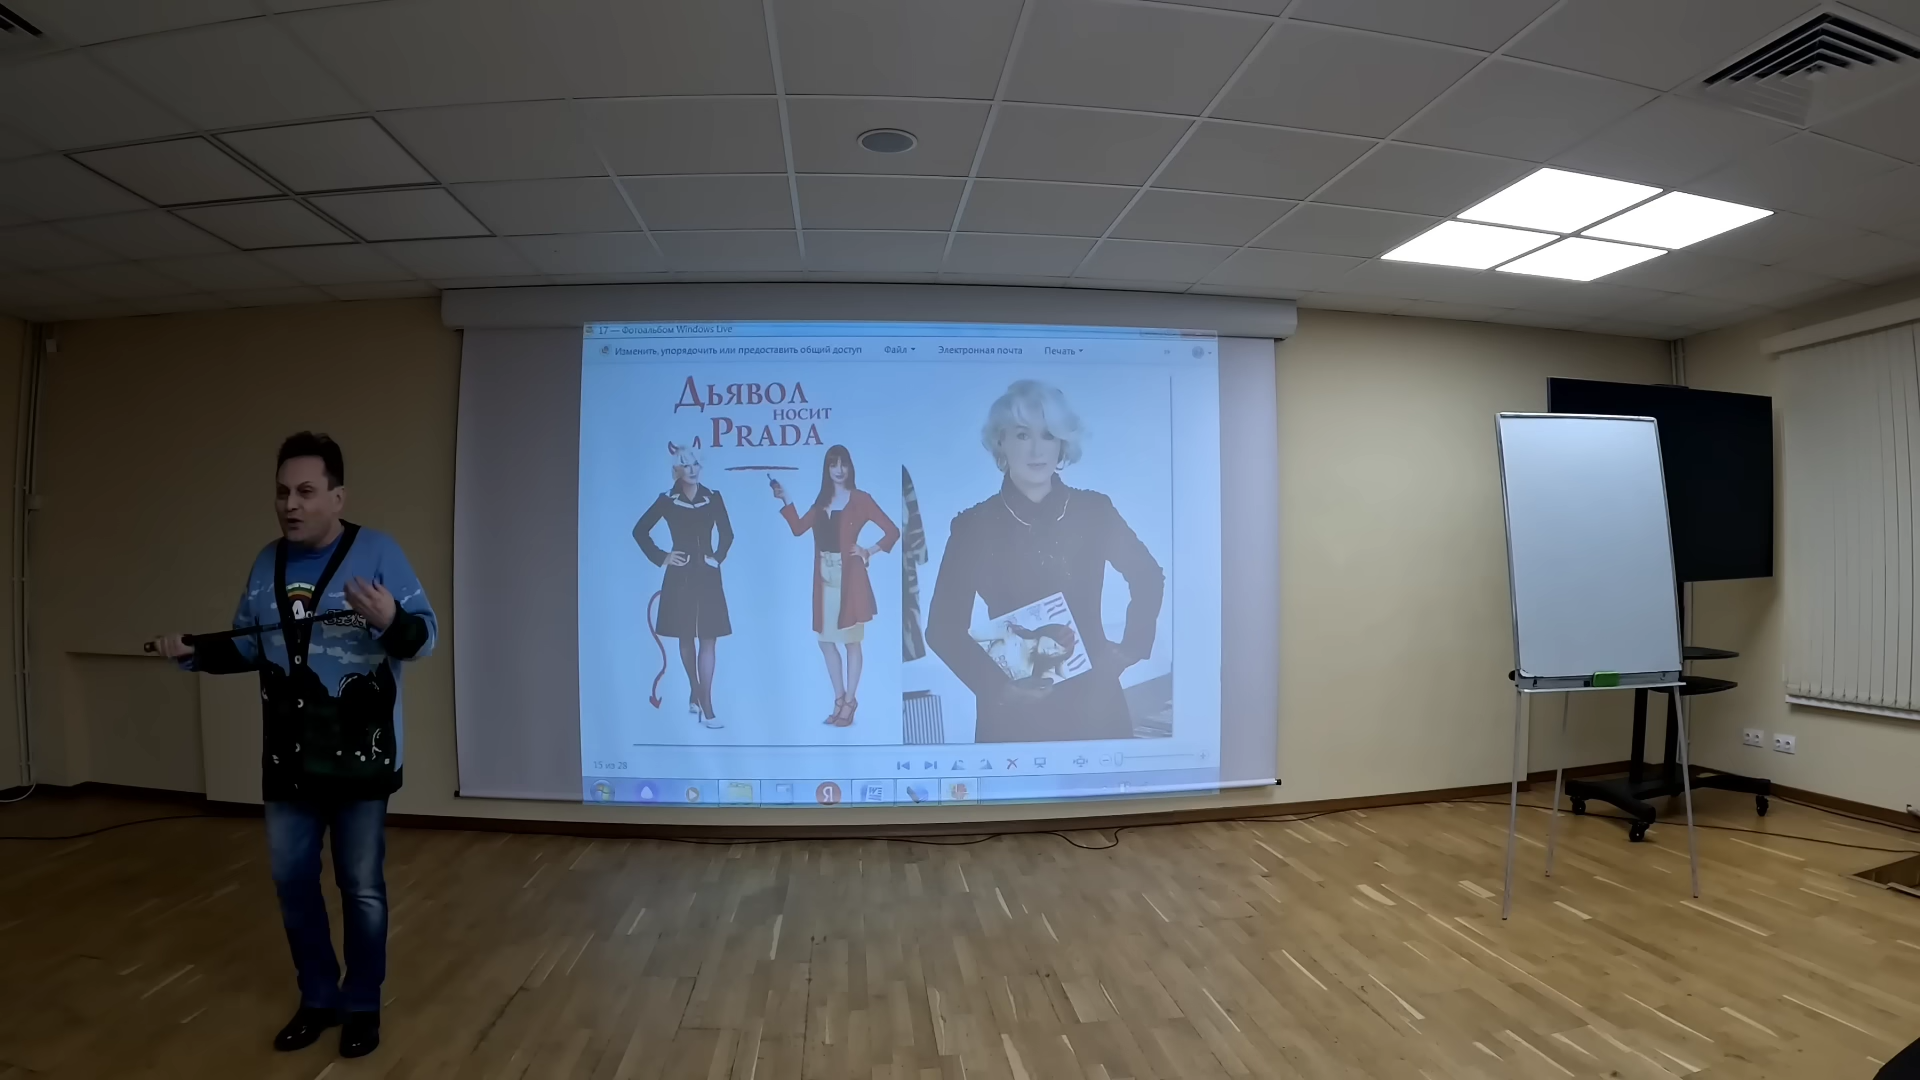 17 — Фотоальбом Windows Live
Изменить, упорядочить или предоставить общий доступ Файл Электронная почта Печать
Дьявол
носит
Prada
15 из 28
Я